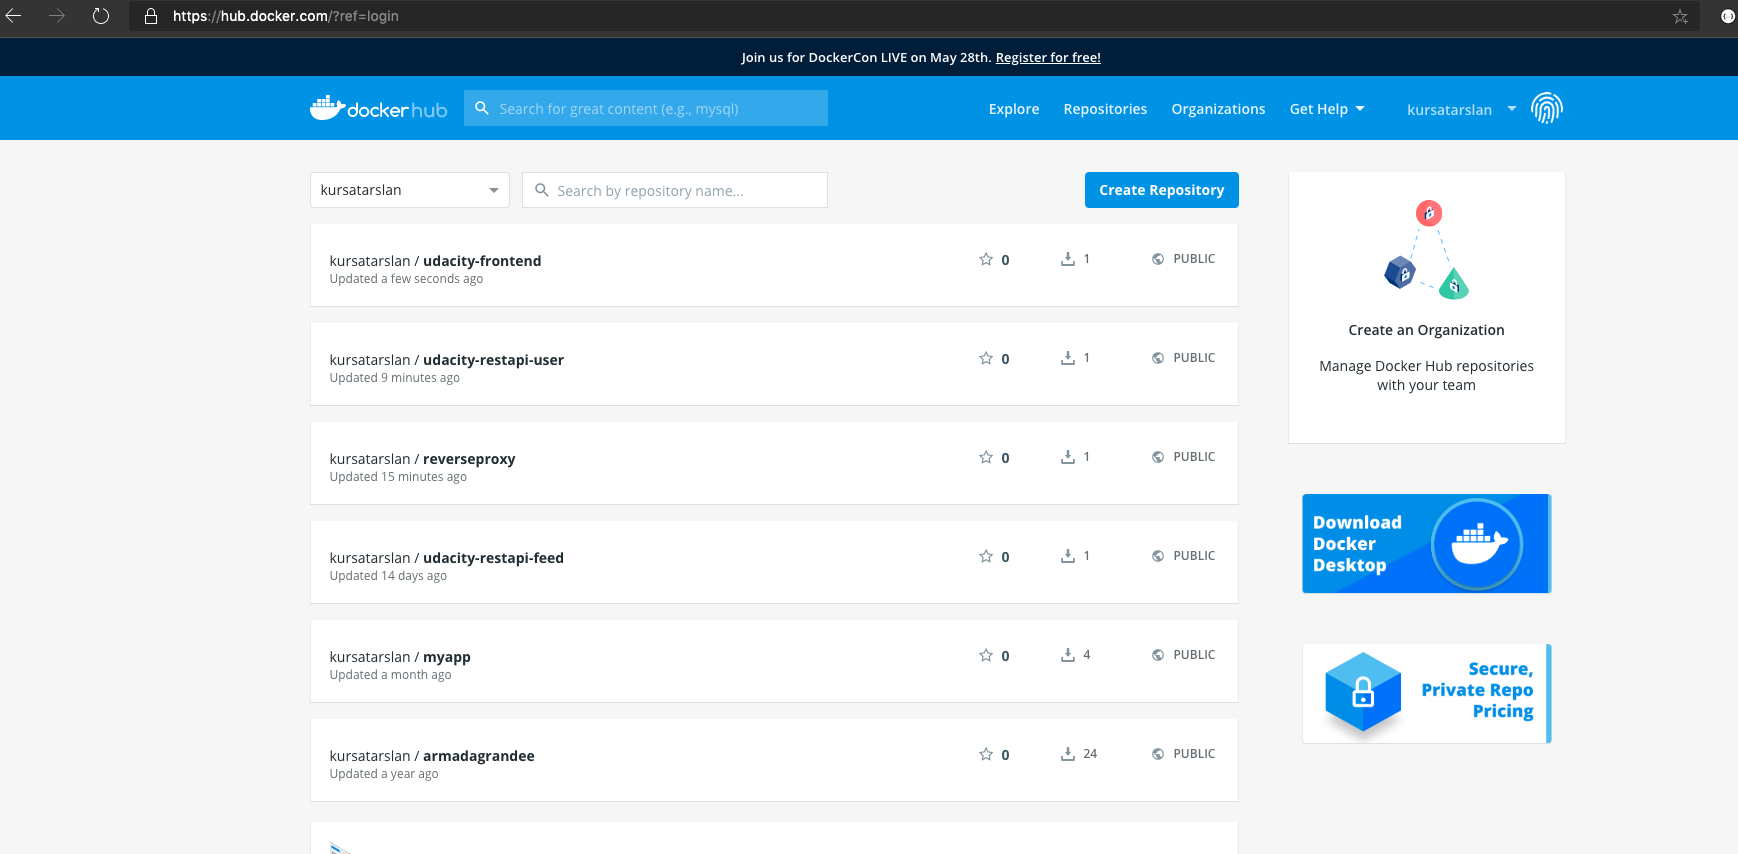 https://hub.docker.com/?ref=login
Join us for DockerCon LIVE on May 28th. Register for free!
docker hub
Search for great content (e.g., mysql)
Explore
Repositories
Organizations
Get Help
kursatarslan
kursatarslan
Search by repository name...
Create Repository
kursatarslan / udacity-frontend
Updated a few seconds ago
0
1
PUBLIC
kursatarslan / udacity-restapi-user
Updated 9 minutes ago
0
1
PUBLIC
kursatarslan / reverseproxy
Updated 15 minutes ago
0
1
PUBLIC
kursatarslan / udacity-restapi-feed
Updated 14 days ago
0
1
PUBLIC
kursatarslan / myapp
Updated a month ago
0
4
PUBLIC
kursatarslan / armadagrandee
Updated a year ago
0
24
PUBLIC
Create an Organization
Manage Docker Hub repositories
with your team
Download
Docker
Desktop
Secure,
Private Repo
Pricing